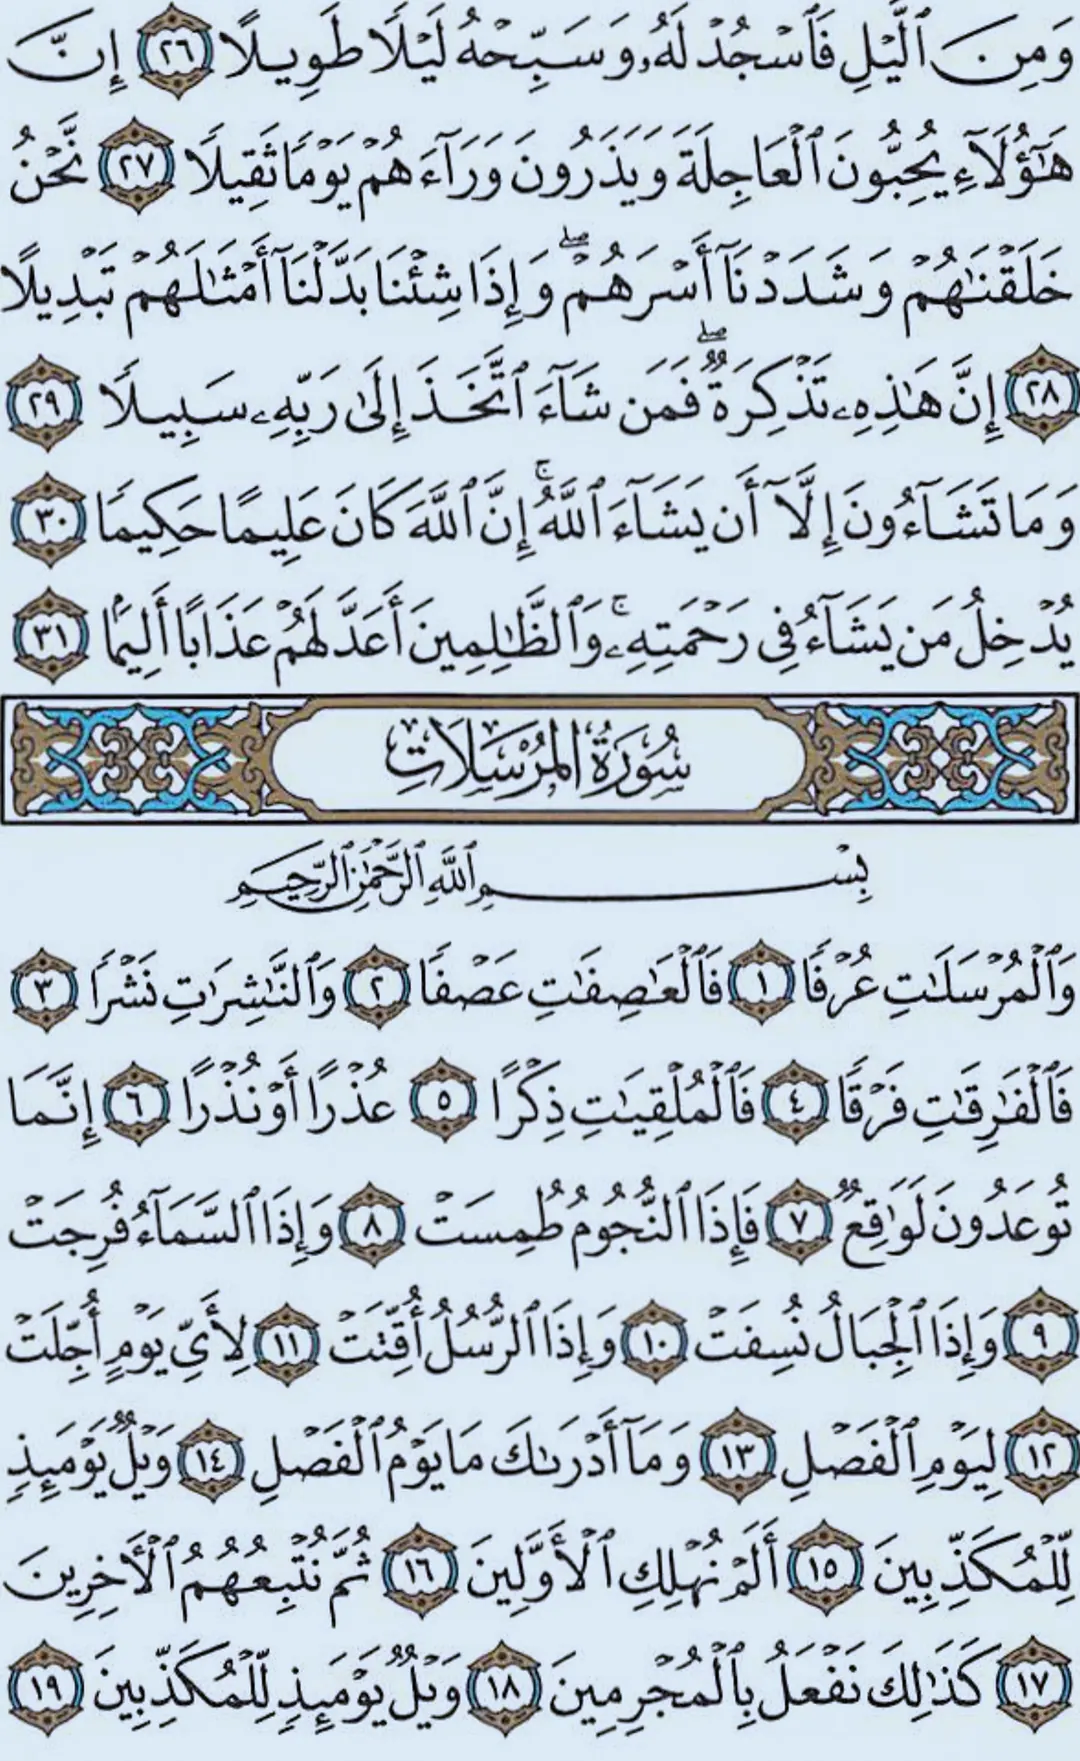 وَمِنَ ٱلَّيْلِ فَٱسْجُدْ لَهُۥ وَسَبِّحْهُ لَيْلًا طَوِيلًا ٢٦ إِنَّ
هَـٰٓؤُلَآءِ يُحِبُّونَ ٱلْعَاجِلَةَ وَيَذَرُونَ وَرَآءَهُمْ يَوْمًا ثَقِيلًا ٢٧ نَّحْنُ
خَلَقْنَـٰهُمْ وَشَدَدْنَآ أَسْرَهُمْ ۖ وَإِذَا شِئْنَا بَدَّلْنَآ أَمْثَـٰلَهُمْ تَبْدِيلًا
٢٨ إِنَّ هَـٰذِهِۦ تَذْكِرَةٌ ۖ فَمَن شَآءَ ٱتَّخَذَ إِلَىٰ رَبِّهِۦ سَبِيلًا ٢٩
وَمَا تَشَآءُونَ إِلَّآ أَن يَشَآءَ ٱللَّهُ ۚ إِنَّ ٱللَّهَ كَانَ عَلِيمًا حَكِيمًا ٣٠
يُدْخِلُ مَن يَشَآءُ فِى رَحْمَتِهِۦ ۚ وَٱلظَّـٰلِمِينَ أَعَدَّ لَهُمْ عَذَابًا أَلِيمًۢا ٣١
سُورَةُ المُرْسَلَاتِ
بِسْمِ ٱللَّهِ ٱلرَّحْمَـٰنِ ٱلرَّحِيمِ
وَٱلْمُرْسَلَـٰتِ عُرْفًا ١ فَٱلْعَـٰصِفَـٰتِ عَصْفًا ٢ وَٱلنَّـٰشِرَٰتِ نَشْرًا ٣
فَٱلْفَـٰرِقَـٰتِ فَرْقًا ٤ فَٱلْمُلْقِيَـٰتِ ذِكْرًا ٥ عُذْرًا أَوْ نُذْرًا ٦ إِنَّمَا
تُوعَدُونَ لَوَٰقِعٌ ٧ فَإِذَا ٱلنُّجُومُ طُمِسَتْ ٨ وَإِذَا ٱلسَّمَآءُ فُرِجَتْ
٩ وَإِذَا ٱلْجِبَالُ نُسِفَتْ ١٠ وَإِذَا ٱلرُّسُلُ أُقِّتَتْ ١١ لِأَىِّ يَوْمٍ أُجِّلَتْ
١٢ لِيَوْمِ ٱلْفَصْلِ ١٣ وَمَآ أَدْرَىٰكَ مَا يَوْمُ ٱلْفَصْلِ ١٤ وَيْلٌ يَوْمَئِذٍ
لِّلْمُكَذِّبِينَ ١٥ أَلَمْ نُهْلِكِ ٱلْأَوَّلِينَ ١٦ ثُمَّ نُتْبِعُهُمُ ٱلْـَٔاخِرِينَ
١٧ كَذَٰلِكَ نَفْعَلُ بِٱلْمُجْرِمِينَ ١٨ وَيْلٌ يَوْمَئِذٍ لِّلْمُكَذِّبِينَ ١٩